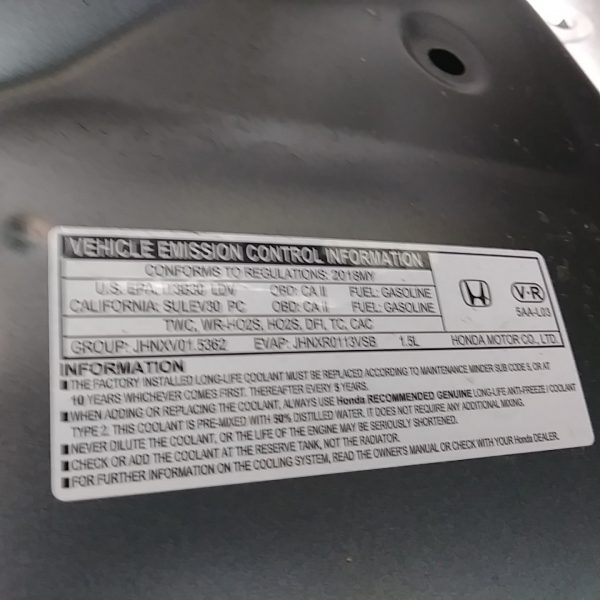 VEHICLE EMISSION CONTROL INFORMATION
CONFORMS TO REGULATIONS: 2018MY
U.S. EPA: T3B30 LDV OBD: CA II FUEL: GASOLINE
CALIFORNIA: SULEV30 PC OBD: CA II FUEL: GASOLINE
TWC, WR-HO2S, HO2S, DFI, TC, CAC
GROUP: JHNXV01.5362 EVAP: JHNXR0113VSB 1.5L
V-R
5AA-L03
HONDA MOTOR CO., LTD.
INFORMATION
THE FACTORY INSTALLED LONG-LIFE COOLANT MUST BE REPLACED ACCORDING TO MAINTENANCE MINDER SUB CODE 5, OR AT
10 YEARS WHICHEVER COMES FIRST. THEREAFTER EVERY 5 YEARS.
WHEN ADDING OR REPLACING THE COOLANT, ALWAYS USE Honda RECOMMENDED GENUINE LONG-LIFE ANTI-FREEZE / COOLANT
TYPE 2. THIS COOLANT IS PRE-MIXED WITH 50% DISTILLED WATER. IT DOES NOT REQUIRE ANY ADDITIONAL MIXING.
NEVER DILUTE THE COOLANT, OR THE LIFE OF THE ENGINE MAY BE SERIOUSLY SHORTENED.
CHECK OR ADD THE COOLANT AT THE RESERVE TANK, NOT THE RADIATOR.
FOR FURTHER INFORMATION ON THE COOLING SYSTEM, READ THE OWNER'S MANUAL OR CHECK WITH YOUR Honda DEALER.